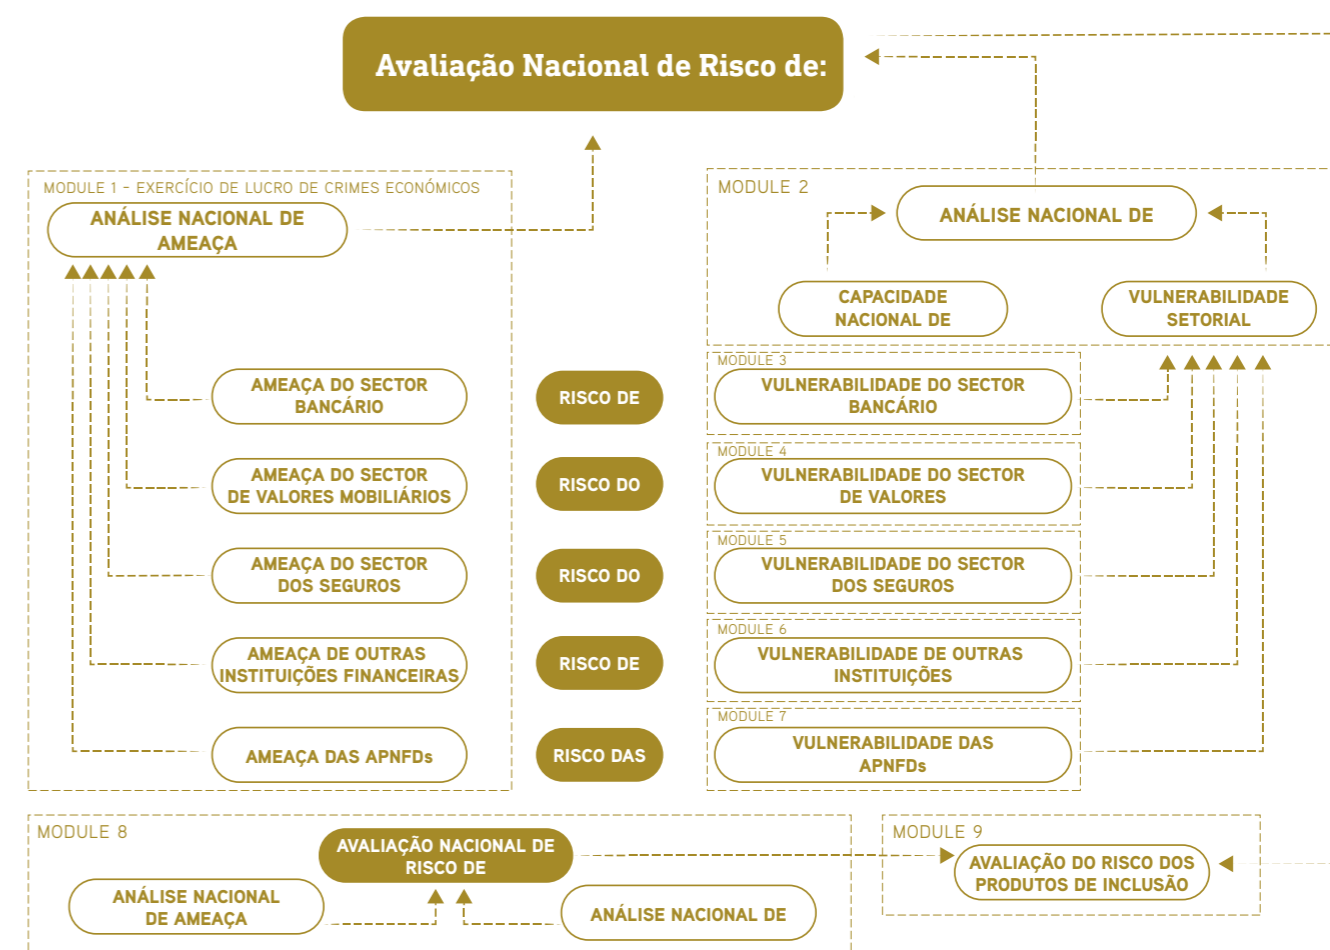 Avaliação Nacional de Risco de:
MODULE 1 - EXERCÍCIO DE LUCRO DE CRIMES ECONÓMICOS
ANÁLISE NACIONAL DE
AMEAÇA
AMEAÇA DO SECTOR
BANCÁRIO
AMEAÇA DO SECTOR
DE VALORES MOBILIÁRIOS
AMEAÇA DO SECTOR
DOS SEGUROS
AMEAÇA DE OUTRAS
INSTITUIÇÕES FINANCEIRAS
AMEAÇA DAS APNFDs
RISCO DE
RISCO DO
RISCO DO
RISCO DE
RISCO DAS
MODULE 2
ANÁLISE NACIONAL DE
CAPACIDADE
NACIONAL DE
VULNERABILIDADE
SETORIAL
MODULE 3
VULNERABILIDADE DO SECTOR
BANCÁRIO
MODULE 4
VULNERABILIDADE DO SECTOR
DE VALORES
MODULE 5
VULNERABILIDADE DO SECTOR
DOS SEGUROS
MODULE 6
VULNERABILIDADE DE OUTRAS
INSTITUIÇÕES
MODULE 7
VULNERABILIDADE DAS
APNFDs
MODULE 8
AVALIAÇÃO NACIONAL DE
RISCO DE
ANÁLISE NACIONAL
DE AMEAÇA
ANÁLISE NACIONAL DE
MODULE 9
AVALIAÇÃO DO RISCO DOS
PRODUTOS DE INCLUSÃO